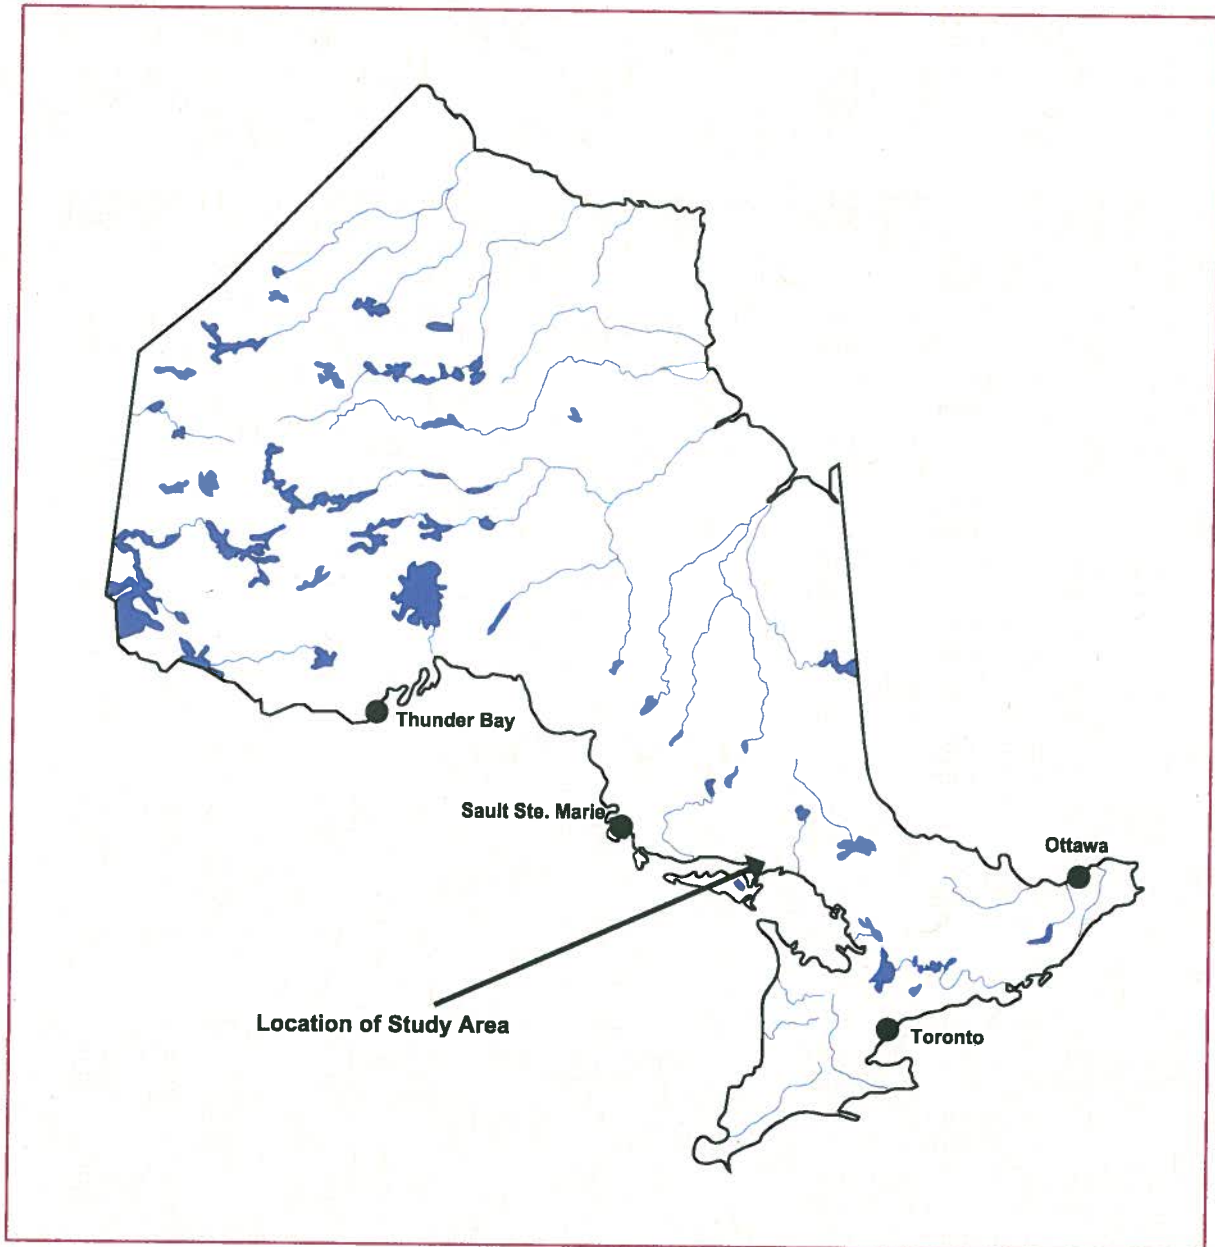 Thunder Bay
Sault Ste. Marie
Ottawa
Location of Study Area
Toronto